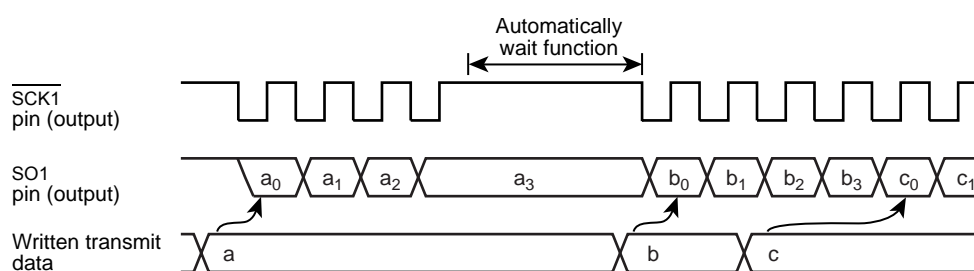 Automatically
wait function
SCK1
pin (output)
SO1
pin (output)
a0 a1 a2 a3 b0 b1 b2 b3 c0 c1
Written transmit
data
a b c